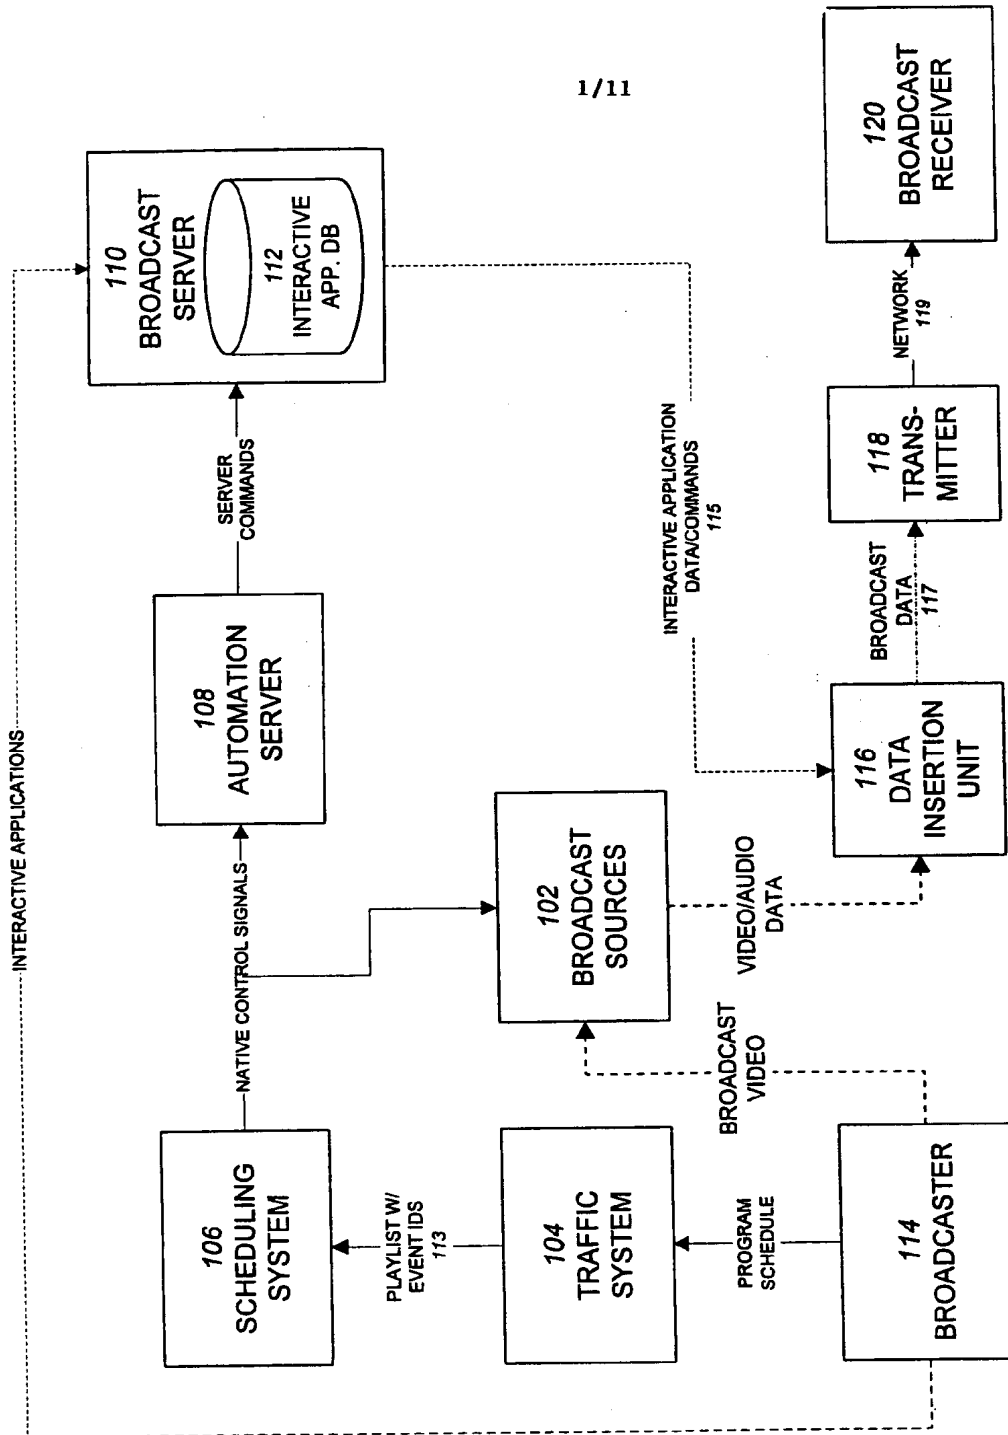 1/11
INTERACTIVE APPLICATIONS
106
SCHEDULING
SYSTEM
NATIVE CONTROL SIGNALS
108
AUTOMATION
SERVER
SERVER
COMMANDS
110
BROADCAST
SERVER
112
INTERACTIVE
APP. DB
PLAYLIST W/
EVENT IDS
113
104
TRAFFIC
SYSTEM
102
BROADCAST
SOURCES
INTERACTIVE APPLICATION
DATA/COMMANDS
115
PROGRAM
SCHEDULE
BROADCAST
VIDEO
VIDEO/AUDIO
DATA
114
BROADCASTER
116
DATA
INSERTION
UNIT
BROADCAST
DATA
117
118
TRANS-
MITTER
NETWORK
119
120
BROADCAST
RECEIVER